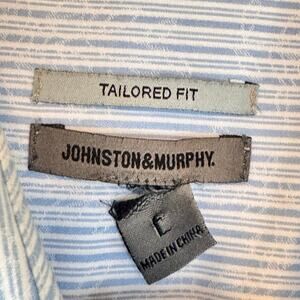 TAILORED FIT
JOHNSTON&MURPHY.
L
MADE IN CHINA